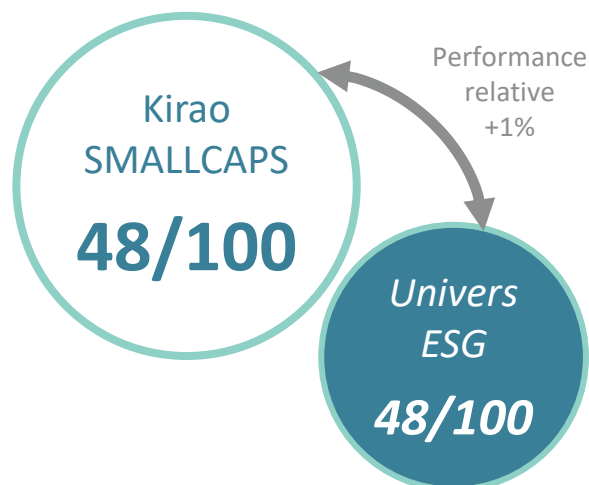 Kirao
SMALLCAPS
48/100
Performance
relative
+1%
Univers
ESG
48/100